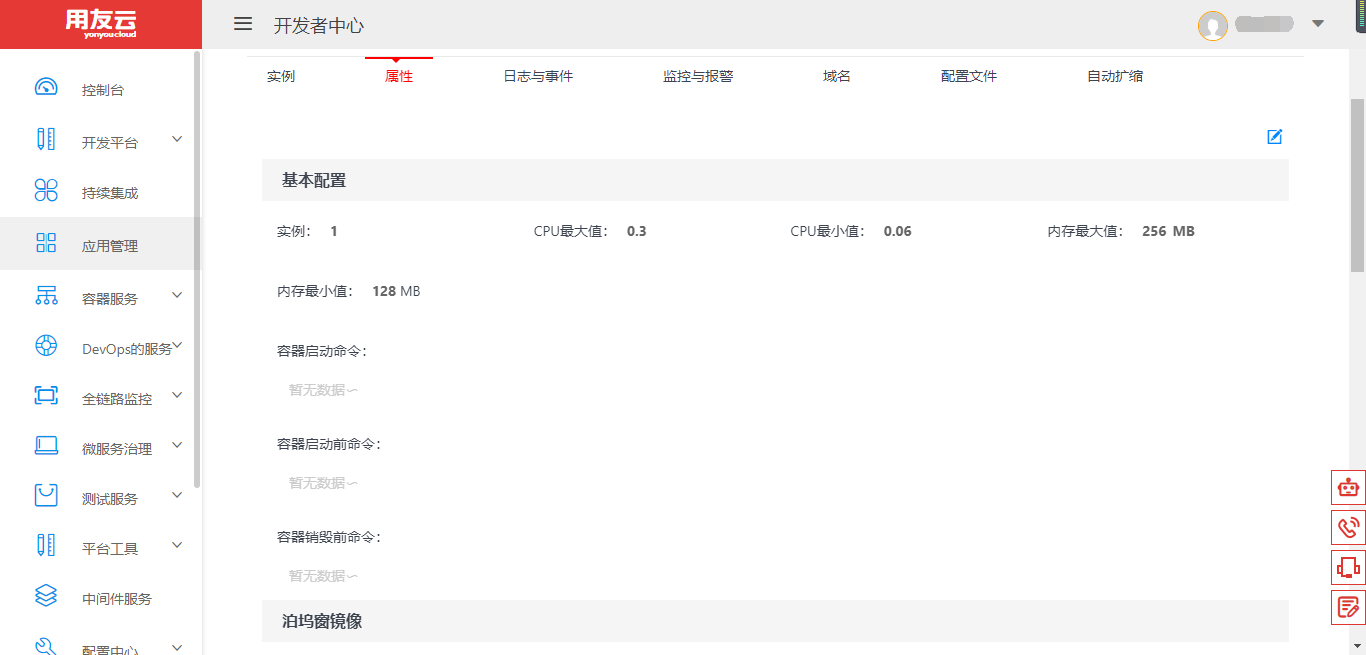 用友云
yonyoucloud
开发者中心
控制台
开发平台
持续集成
应用管理
容器服务
DevOps的服务
全链路监控
微服务治理
测试服务
平台工具
中间件服务
配置中心
实例 属性 日志与事件 监控与报警 域名 配置文件 自动扩缩
基本配置
实例： 1 CPU最大值： 0.3 CPU最小值： 0.06 内存最大值： 256 MB
内存最小值： 128 MB
容器启动命令：
暂无数据~
容器启动前命令：
暂无数据~
容器销毁前命令：
暂无数据~
泊坞窗镜像